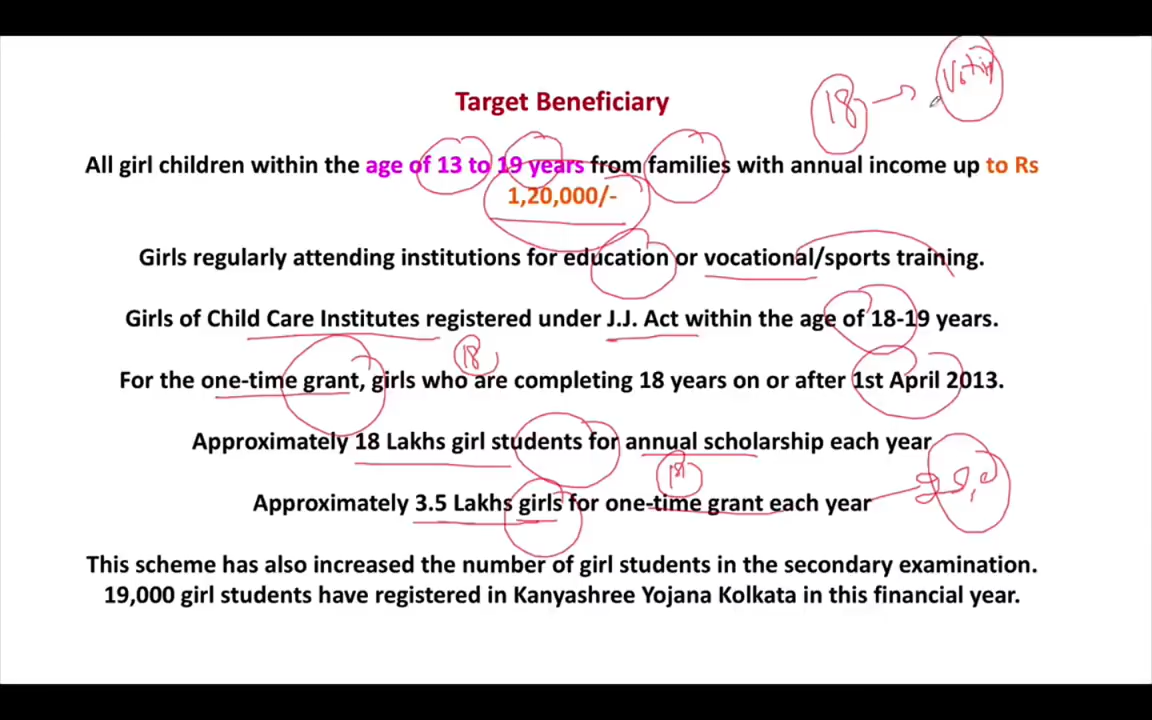 18
Voting
Target Beneficiary
All girl children within the age of 13 to 19 years from families with annual income up to Rs
1,20,000/-
Girls regularly attending institutions for education or vocational/sports training.
Girls of Child Care Institutes registered under J.J. Act within the age of 18-19 years.
18
For the one-time grant, girls who are completing 18 years on or after 1st April 2013.
Approximately 18 Lakhs girl students for annual scholarship each year
18
Approximately 3.5 Lakhs girls for one-time grant each year
This scheme has also increased the number of girl students in the secondary examination.
19,000 girl students have registered in Kanyashree Yojana Kolkata in this financial year.